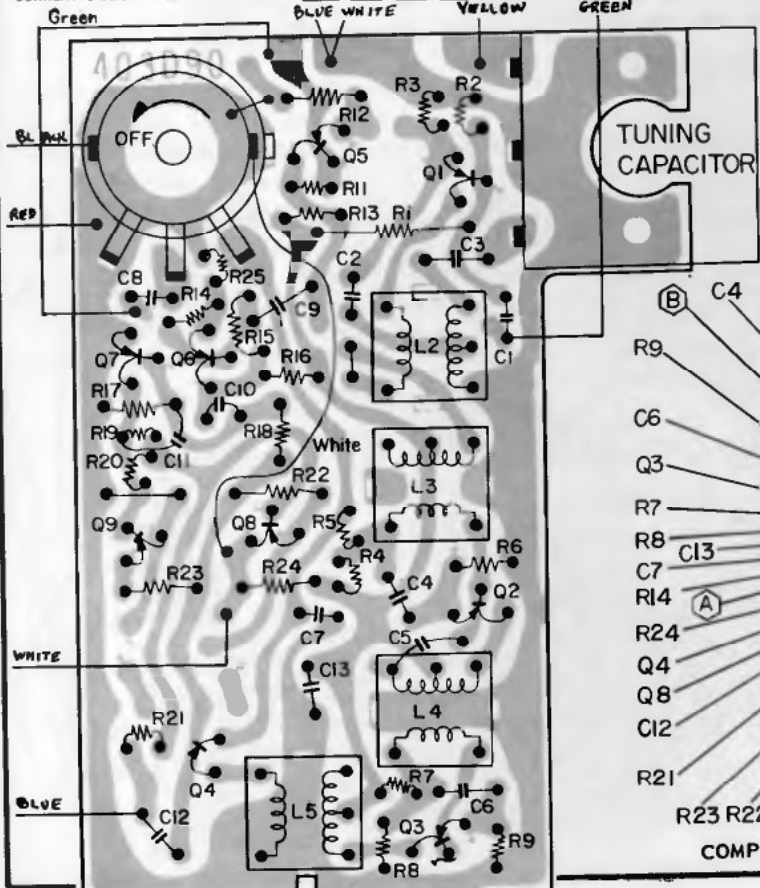 BLUE WHITE
YELLOW
GREEN
Green
403D90
R12
R3
R2
BLACK
OFF
Q5
Q1
TUNING
CAPACITOR
R11
R13
R1
RED
C3
C2
R25
C8
R14
C9
B
C4
R15
L2
C1
Q7
Q6
R9
R16
R17
C10
C6
R19
R18
C11
White
R20
Q3
R22
L3
R7
Q9
Q8
R5
R6
R8
C13
R4
C7
R23
R24
C4
Q2
R14
A
C7
C5
R24
WHITE
C13
Q4
L4
Q8
R21
C12
Q4
R7
R21
C6
BLUE
C12
L5
Q3
R8
R9
R23
R22
COMP